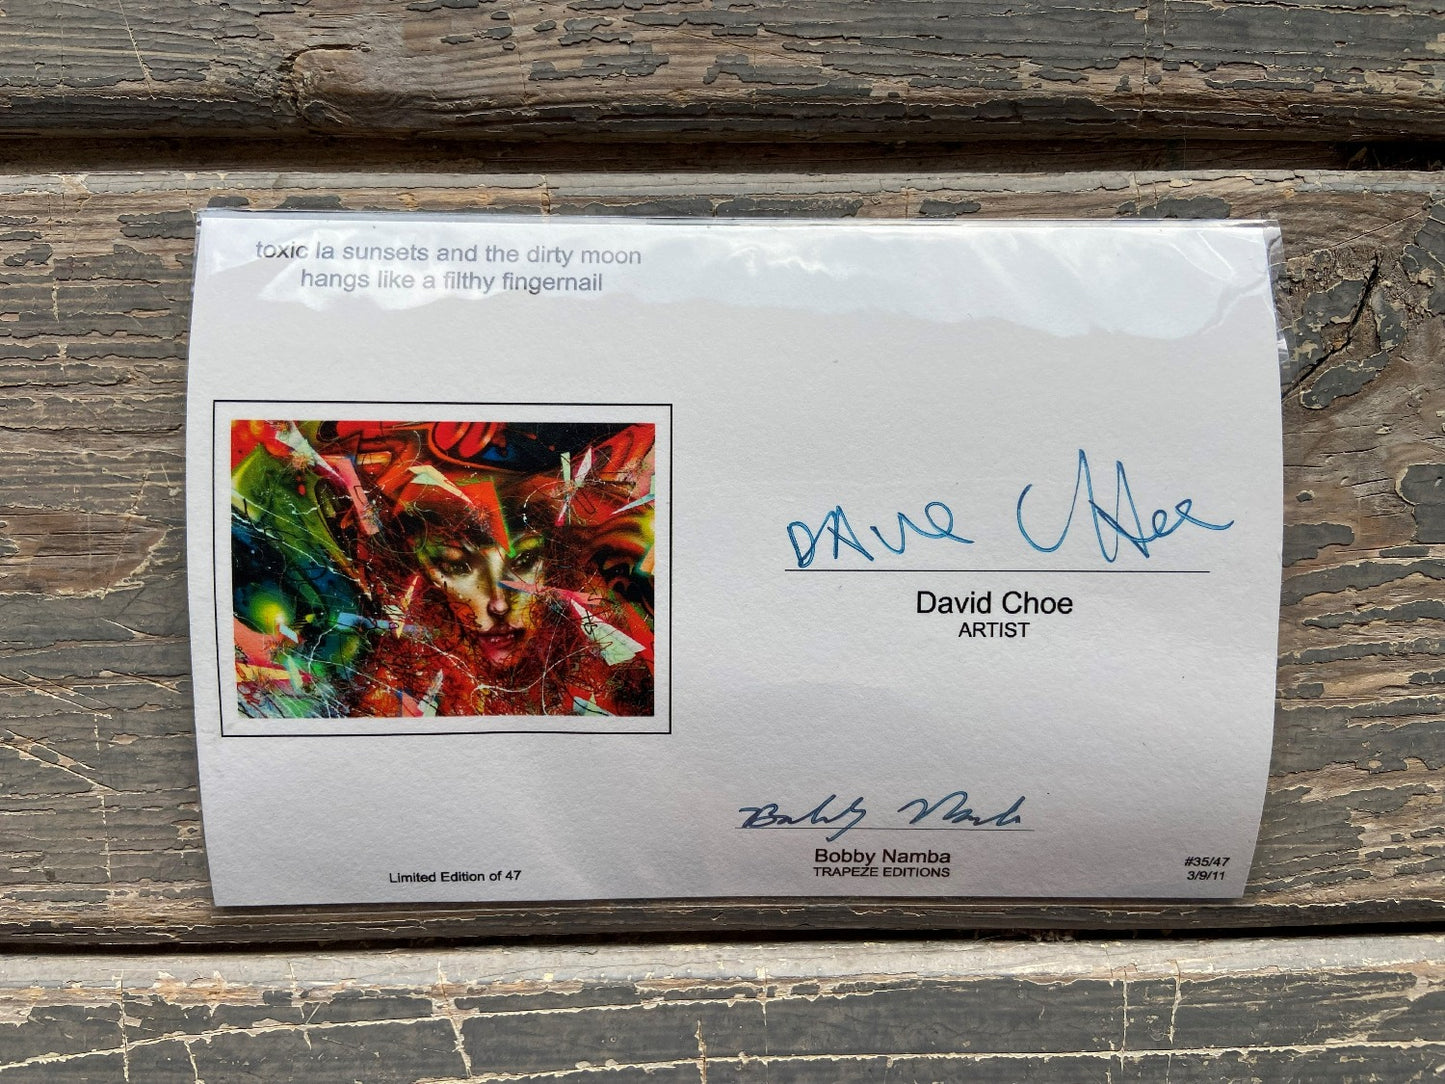 toxic la sunsets and the dirty moon
hangs like a filthy fingernail
Dave Choe
David Choe
ARTIST
Bobby Namba
Bobby Namba
TRAPEZE EDITIONS
Limited Edition of 47
#35/47
3/9/11